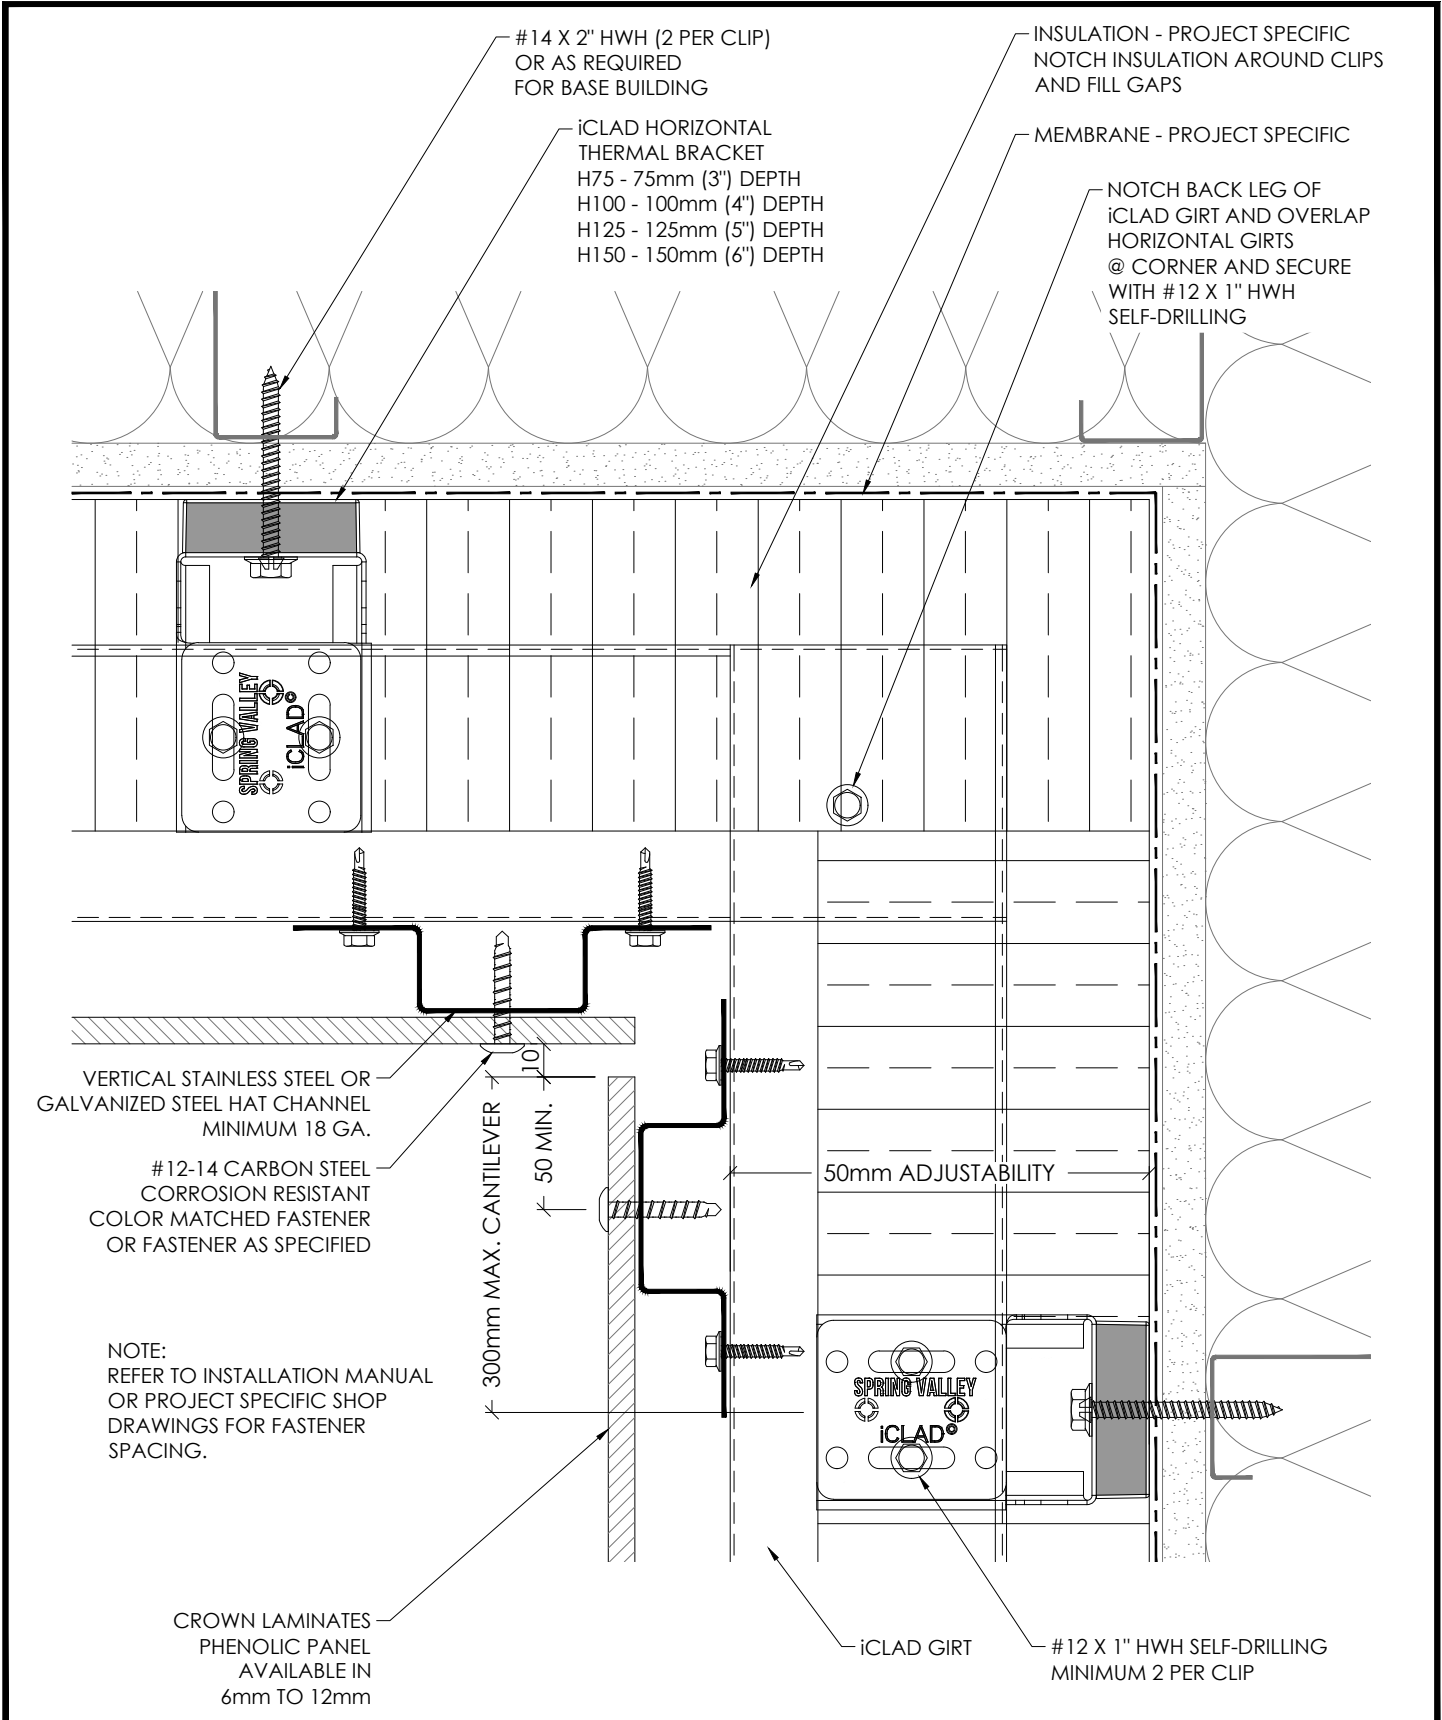 #14 X 2" HWH (2 PER CLIP)
OR AS REQUIRED
FOR BASE BUILDING
iCLAD HORIZONTAL
THERMAL BRACKET
H75 - 75mm (3") DEPTH
H100 - 100mm (4") DEPTH
H125 - 125mm (5") DEPTH
H150 - 150mm (6") DEPTH
INSULATION - PROJECT SPECIFIC
NOTCH INSULATION AROUND CLIPS
AND FILL GAPS
MEMBRANE - PROJECT SPECIFIC
NOTCH BACK LEG OF
iCLAD GIRT AND OVERLAP
HORIZONTAL GIRTS
@ CORNER AND SECURE
WITH #12 X 1" HWH
SELF-DRILLING
SPRING VALLEY
iCLAD©
10
50 MIN.
300mm MAX. CANTILEVER
50mm ADJUSTABILITY
VERTICAL STAINLESS STEEL OR
GALVANIZED STEEL HAT CHANNEL
MINIMUM 18 GA.
#12-14 CARBON STEEL
CORROSION RESISTANT
COLOR MATCHED FASTENER
OR FASTENER AS SPECIFIED
NOTE:
REFER TO INSTALLATION MANUAL
OR PROJECT SPECIFIC SHOP
DRAWINGS FOR FASTENER
SPACING.
SPRING VALLEY
iCLAD©
CROWN LAMINATES
PHENOLIC PANEL
AVAILABLE IN
6mm TO 12mm
iCLAD GIRT
#12 X 1" HWH SELF-DRILLING
MINIMUM 2 PER CLIP